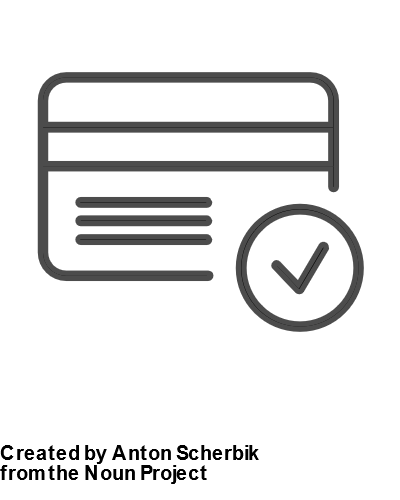 Created by Anton Scherbik
from the Noun Project